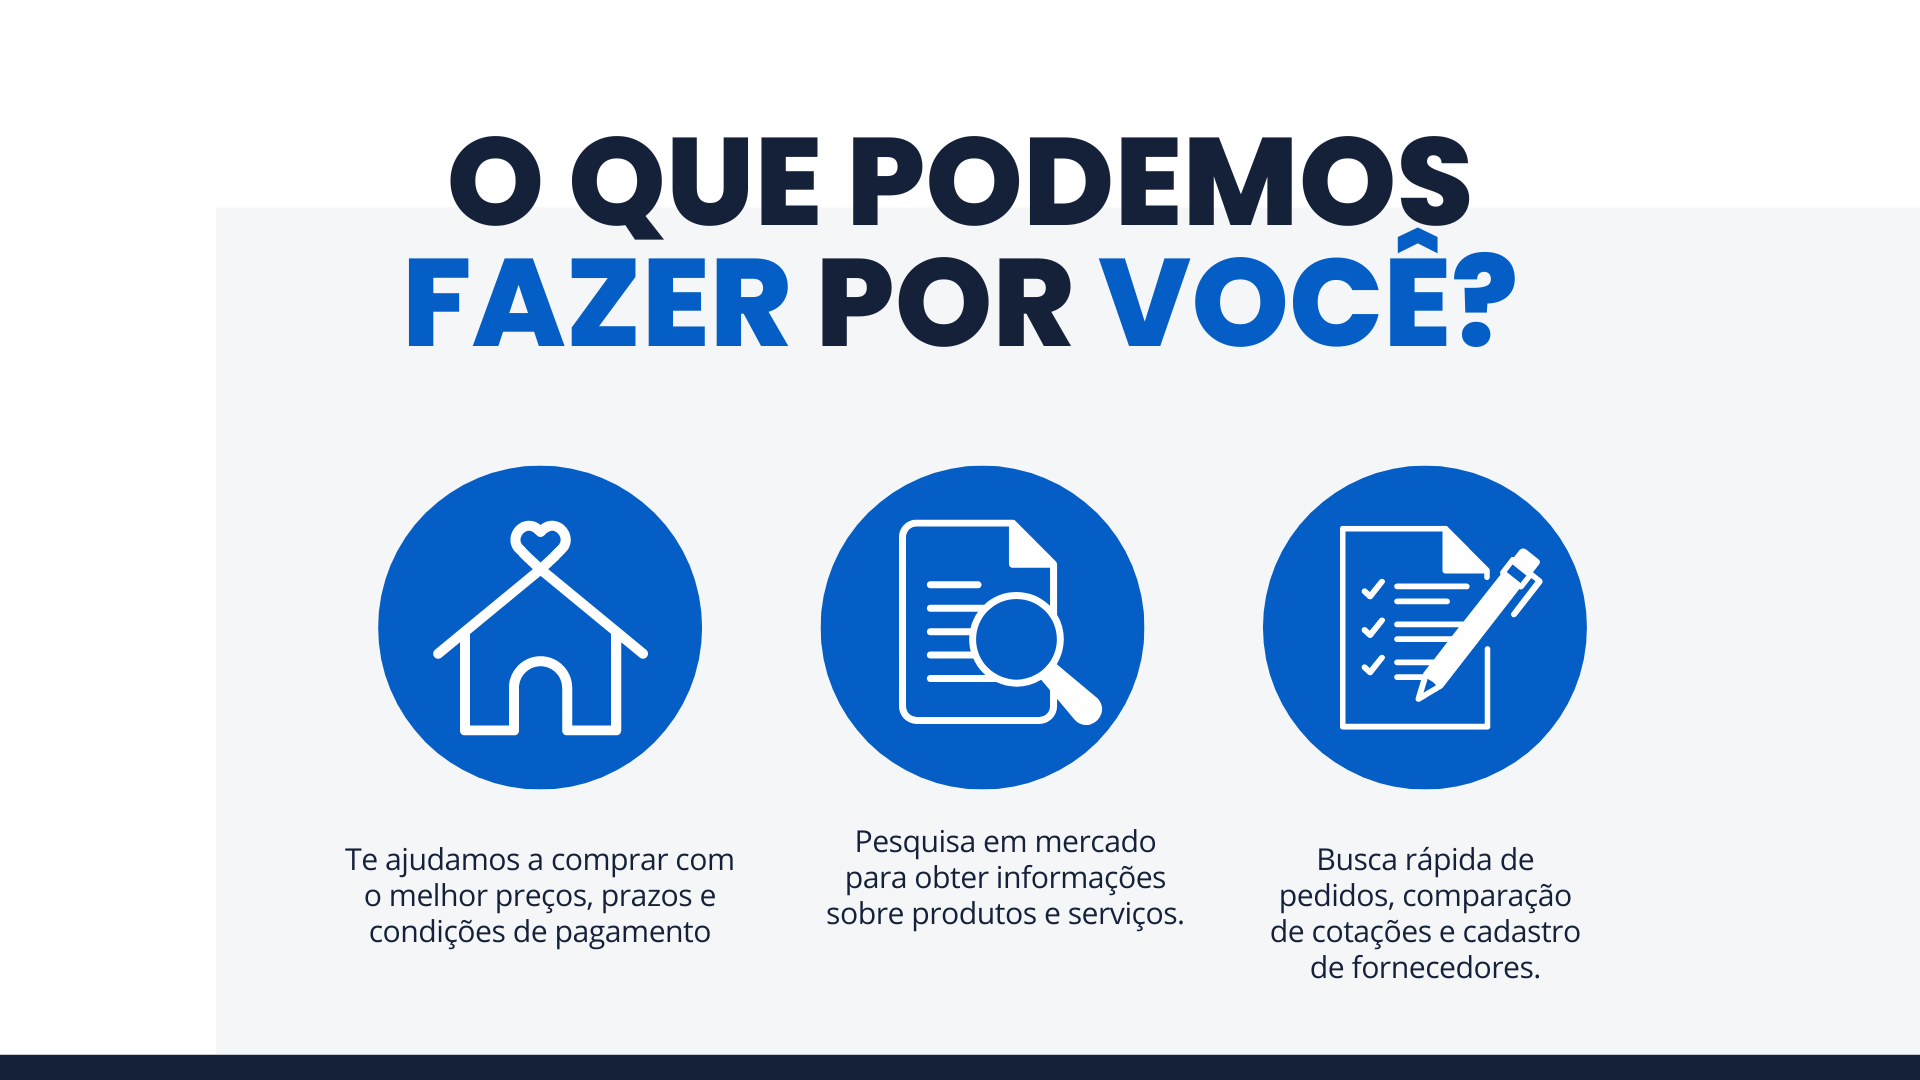 O QUE PODEMOS
FAZER POR VOCÊ?
Te ajudamos a comprar com
o melhor preços, prazos e
condições de pagamento
Pesquisa em mercado
para obter informações
sobre produtos e serviços.
Busca rápida de
pedidos, comparação
de cotações e cadastro
de fornecedores.